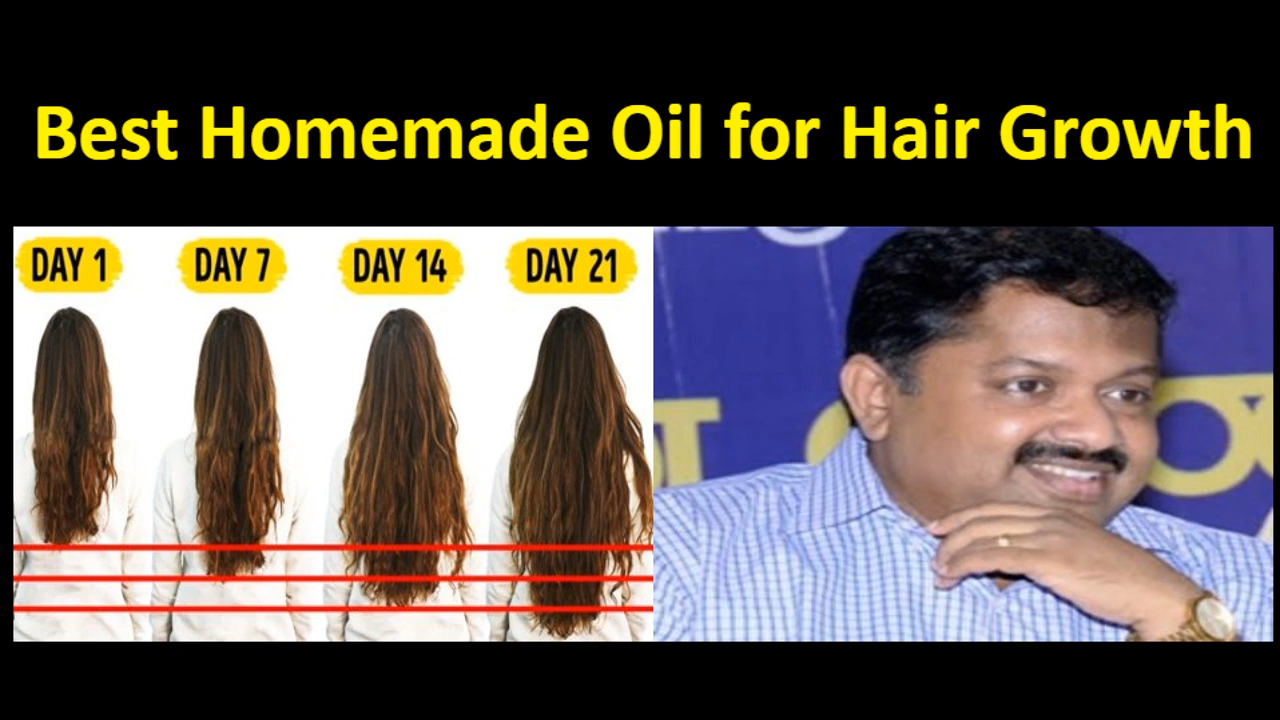 Best Homemade Oil for Hair Growth
DAY 1
DAY 7
DAY 14
DAY 21